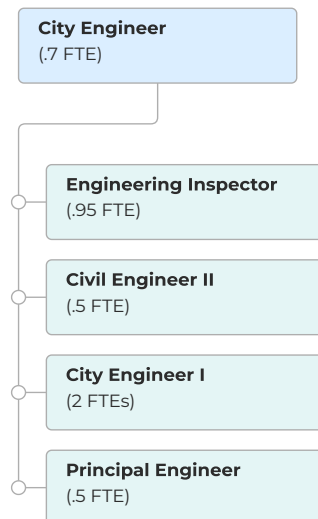 City Engineer
(.7 FTE)
Engineering Inspector
(.95 FTE)
Civil Engineer II
(.5 FTE)
City Engineer I
(2 FTEs)
Principal Engineer
(.5 FTE)